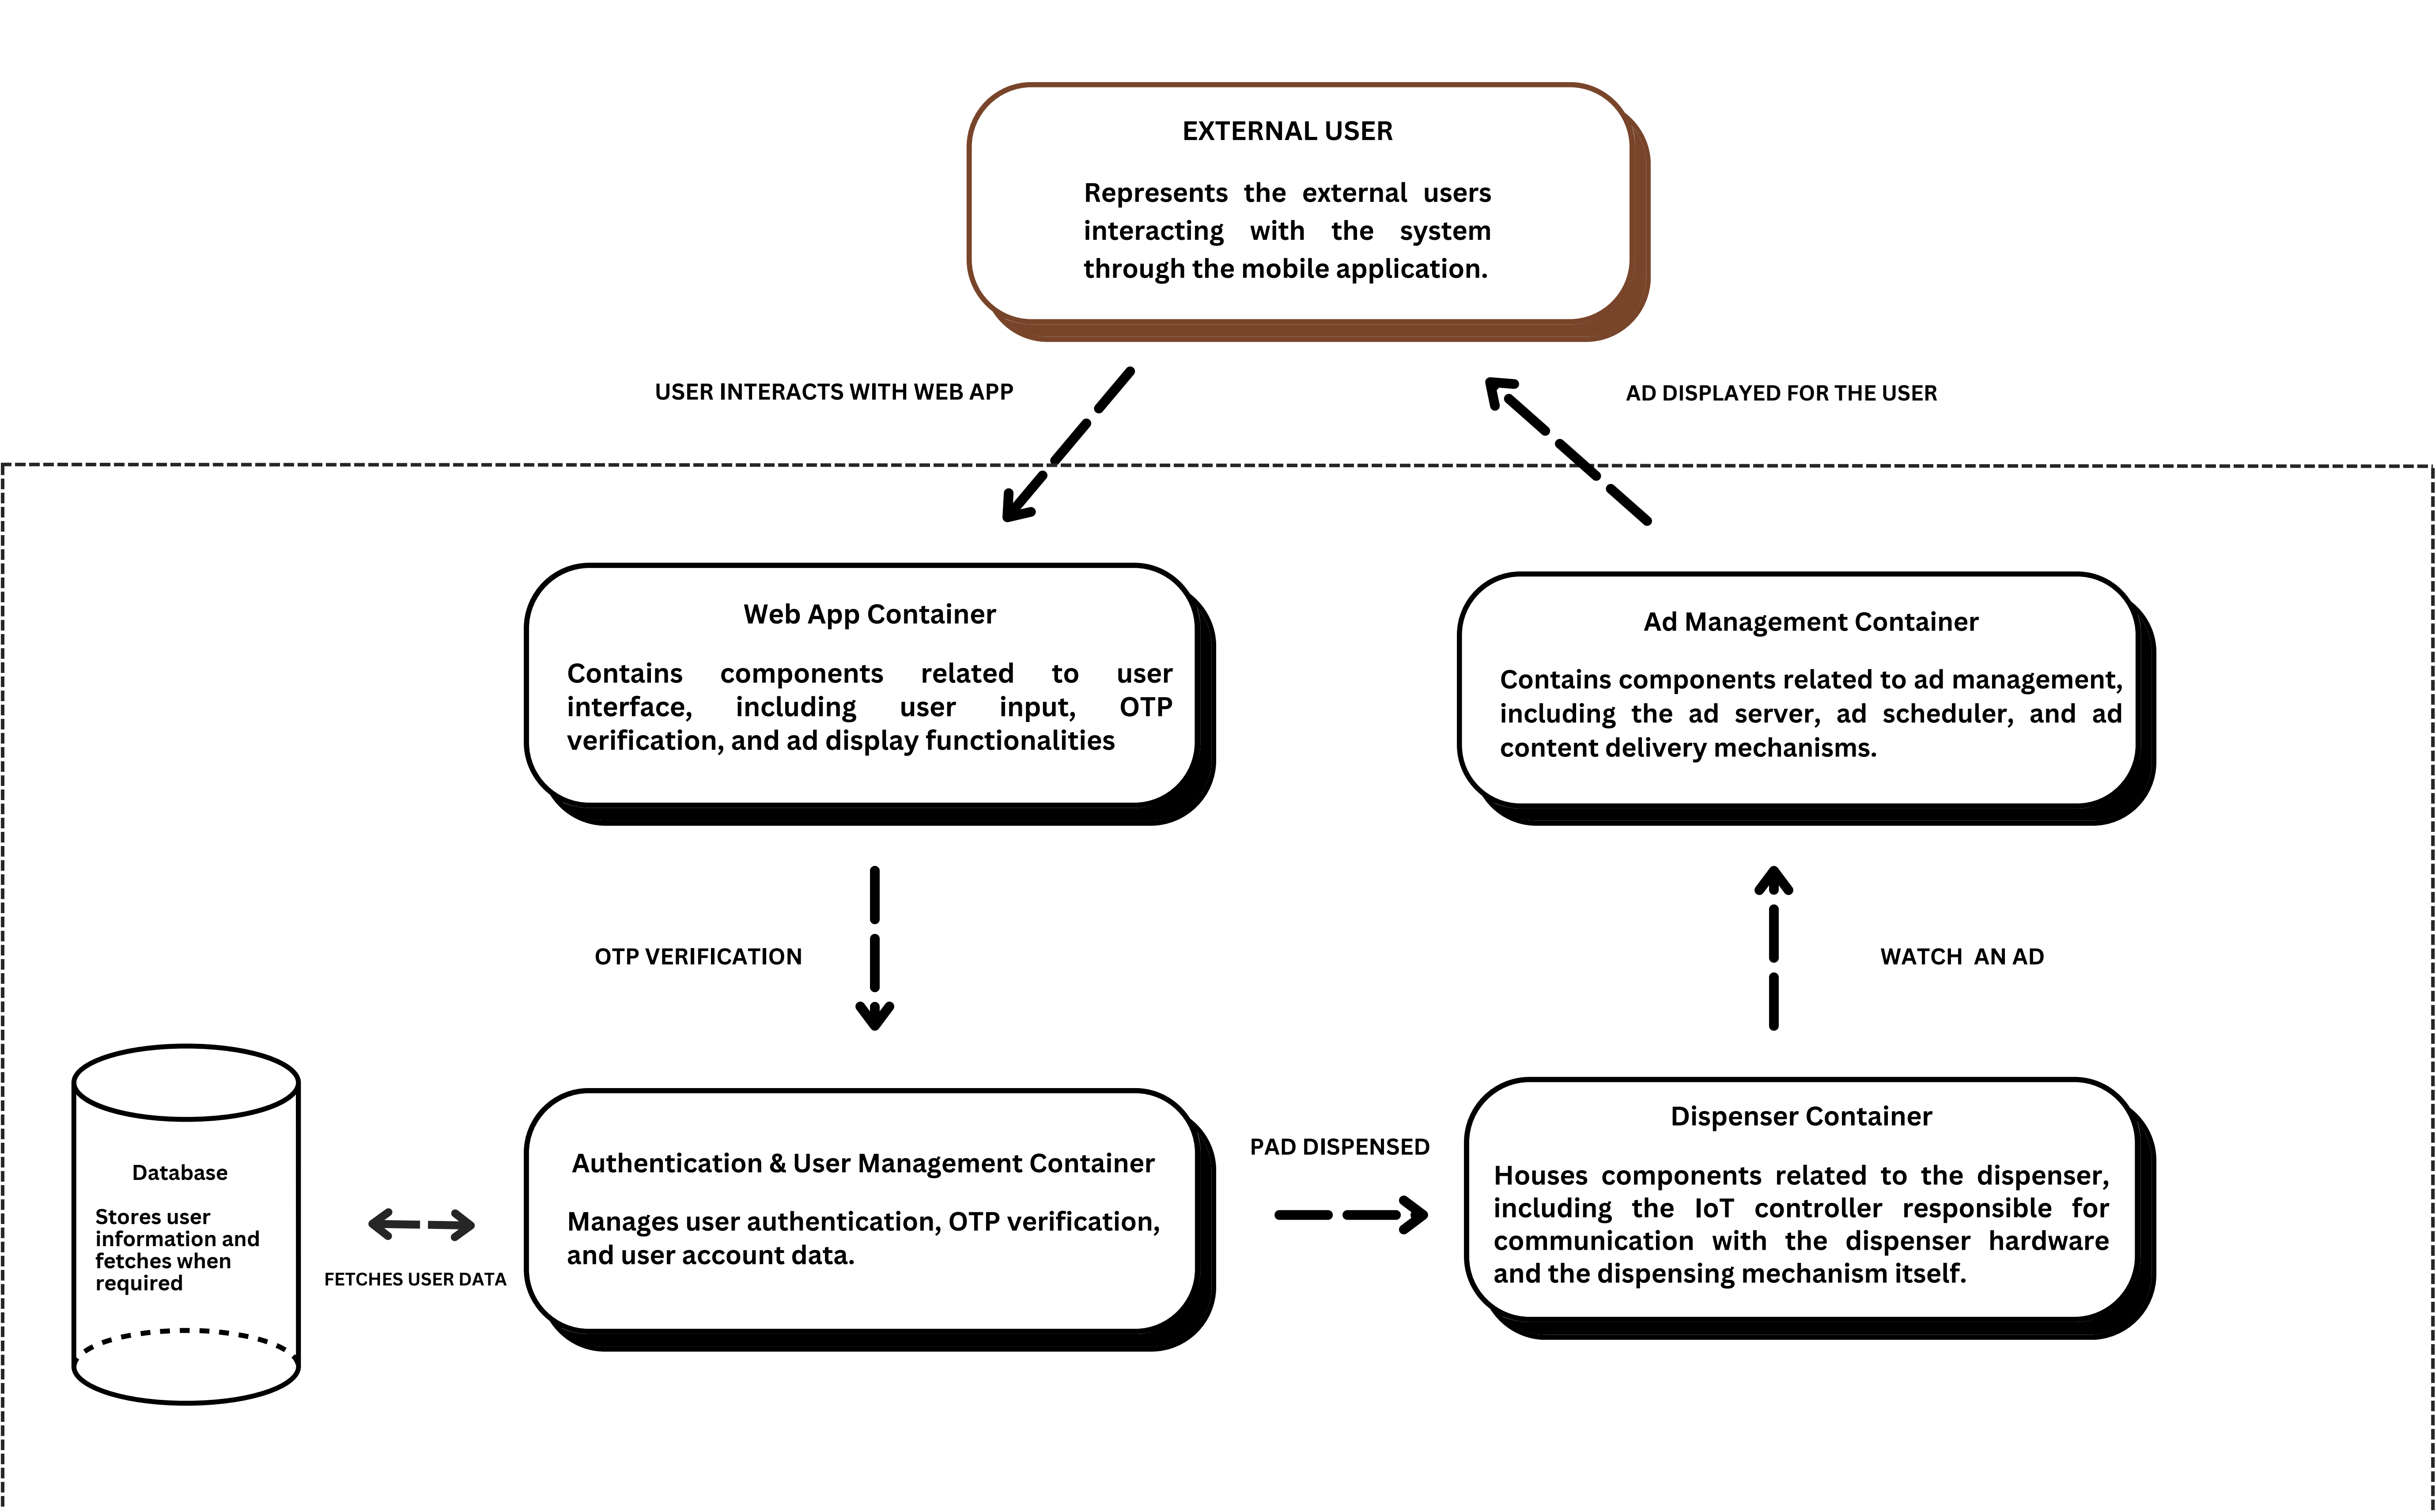 EXTERNAL USER
Represents the external users
interacting with the system
through the mobile application.
USER INTERACTS WITH WEB APP
AD DISPLAYED FOR THE USER
Web App Container
Contains components related to user
interface, including user input, OTP
verification, and ad display functionalities
Ad Management Container
Contains components related to ad management,
including the ad server, ad scheduler, and ad
content delivery mechanisms.
OTP VERIFICATION
WATCH AN AD
Database
Stores user
information and
fetches when
required
FETCHES USER DATA
Authentication & User Management Container
Manages user authentication, OTP verification,
and user account data.
PAD DISPENSED
Dispenser Container
Houses components related to the dispenser,
including the IoT controller responsible for
communication with the dispenser hardware
and the dispensing mechanism itself.